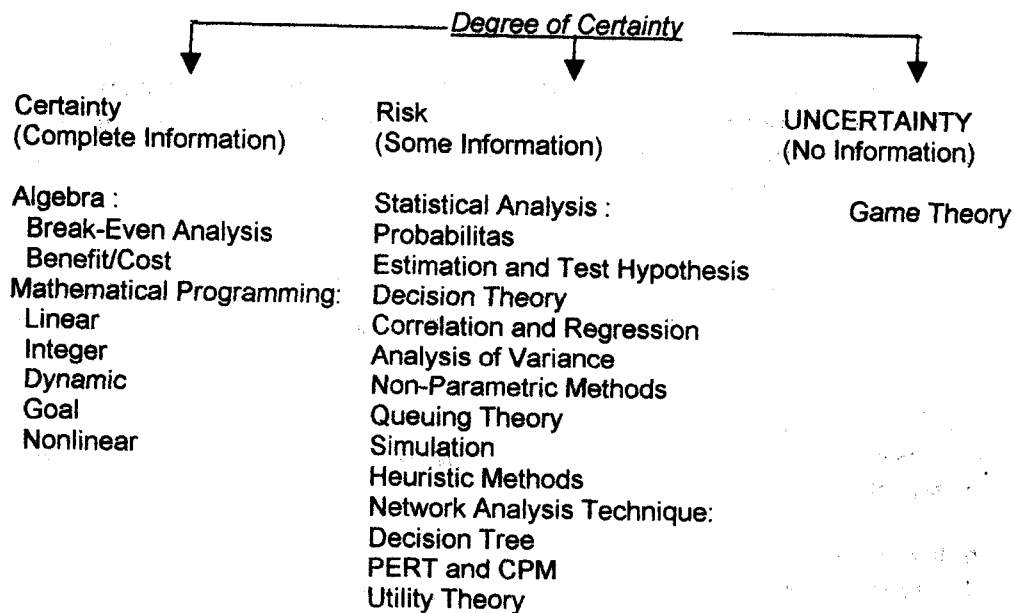 Degree of Certainty
Certainty
(Complete Information)
Algebra :
Break-Even Analysis
Benefit/Cost
Mathematical Programming:
Linear
Integer
Dynamic
Goal
Nonlinear
Risk
(Some Information)
Statistical Analysis :
Probabilitas
Estimation and Test Hypothesis
Decision Theory
Correlation and Regression
Analysis of Variance
Non-Parametric Methods
Queuing Theory
Simulation
Heuristic Methods
Network Analysis Technique:
Decision Tree
PERT and CPM
Utility Theory
UNCERTAINTY
(No Information)
Game Theory